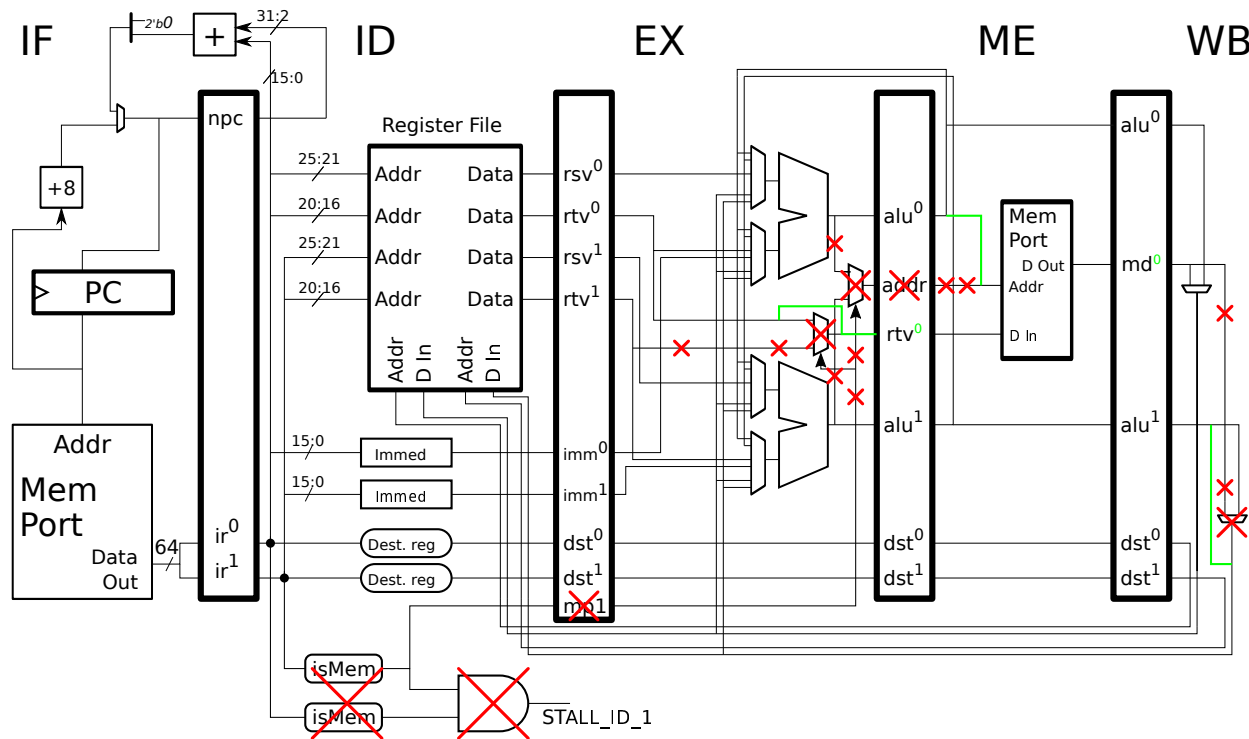 IF
ID
EX
ME
WB
31:2
2'b0
+
15:0
npc
+8
PC
Addr
Mem
Port
Data
Out
64
ir⁰
ir¹
Register File
25:21
Addr
Data
20:16
Addr
Data
25:21
Addr
Data
20:16
Addr
Data
Addr
D In
Addr
D In
15:0
Immed
15:0
Immed
Dest. reg
Dest. reg
isMem
isMem
STALL_ID_1
rsv⁰
rtv⁰
rsv¹
rtv¹
imm⁰
imm¹
dst⁰
dst¹
mp1
alu⁰
addr
rtv⁰
alu¹
dst⁰
dst¹
Mem
Port
D Out
Addr
D In
alu⁰
md⁰
alu¹
dst⁰
dst¹